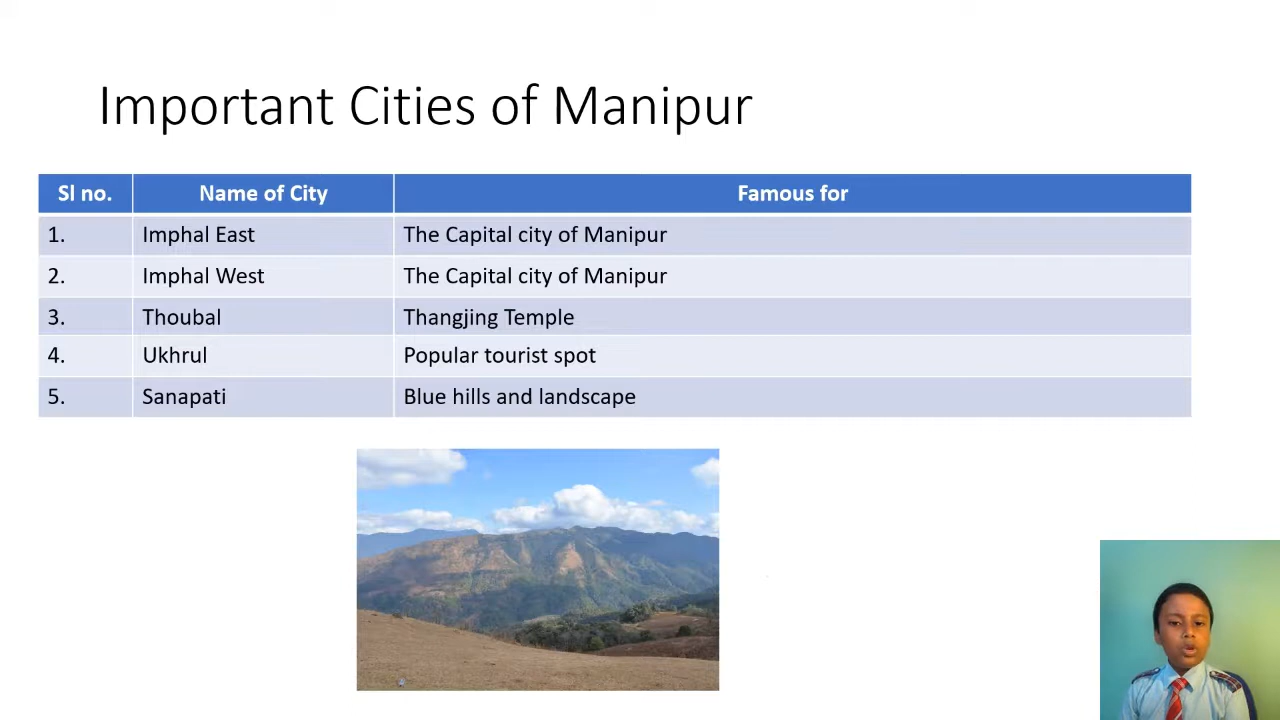 Important Cities of Manipur
Sl no. Name of City Famous for
1. Imphal East The Capital city of Manipur
2. Imphal West The Capital city of Manipur
3. Thoubal Thangjing Temple
4. Ukhrul Popular tourist spot
5. Sanapati Blue hills and landscape